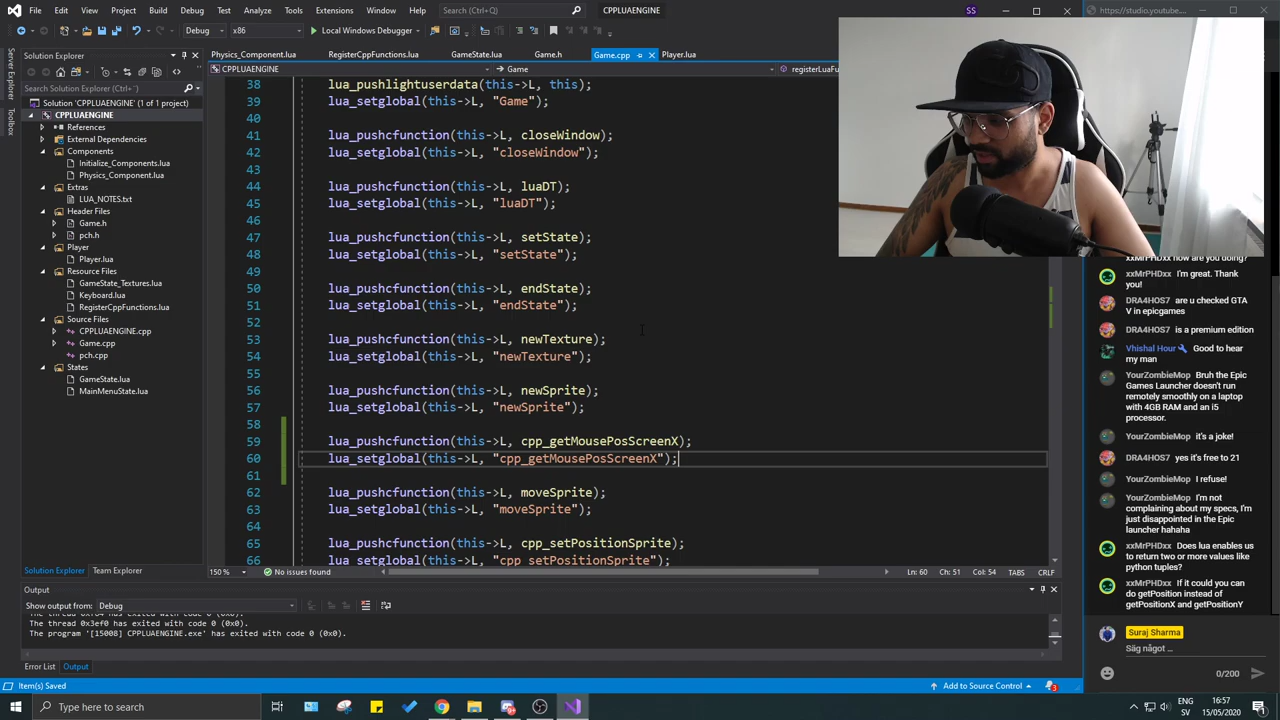 File Edit View Project Build Debug Test Analyze Tools Extensions Window Help Search (Ctrl+Q) CPPLUAENGINE SS
https://studio.youtube.c
Debug x86 Local Windows Debugger
Server Explorer
Toolbox
Solution Explorer
Search Solution Explorer (Ctrl+')
Solution 'CPPLUAENGINE' (1 of 1 project)
CPPLUAENGINE
References
External Dependencies
Components
Initialize_Components.lua
Physics_Component.lua
Extras
LUA_NOTES.txt
Header Files
Game.h
pch.h
Player
Player.lua
Resource Files
GameState_Textures.lua
Keyboard.lua
RegisterCppFunctions.lua
Source Files
CPPLUAENGINE.cpp
Game.cpp
pch.cpp
States
GameState.lua
MainMenuState.lua
Solution Explorer Team Explorer
Physics_Component.lua RegisterCppFunctions.lua GameState.lua Game.h Game.cpp Player.lua
CPPLUAENGINE Game registerLuaFu
38 lua_pushlightuserdata(this->L, this);
39 lua_setglobal(this->L, "Game");
40
41 lua_pushcfunction(this->L, closeWindow);
42 lua_setglobal(this->L, "closeWindow");
43
44 lua_pushcfunction(this->L, luaDT);
45 lua_setglobal(this->L, "luaDT");
46
47 lua_pushcfunction(this->L, setState);
48 lua_setglobal(this->L, "setState");
49
50 lua_pushcfunction(this->L, endState);
51 lua_setglobal(this->L, "endState");
52
53 lua_pushcfunction(this->L, newTexture);
54 lua_setglobal(this->L, "newTexture");
55
56 lua_pushcfunction(this->L, newSprite);
57 lua_setglobal(this->L, "newSprite");
58
59 lua_pushcfunction(this->L, cpp_getMousePosScreenX);
60 lua_setglobal(this->L, "cpp_getMousePosScreenX");
61
62 lua_pushcfunction(this->L, moveSprite);
63 lua_setglobal(this->L, "moveSprite");
64
65 lua_pushcfunction(this->L, cpp_setPositionSprite);
66 lua_setglobal(this->L, "cpp_setPositionSprite");
150 % No issues found Ln: 60 Ch: 51 Col: 54 TABS CRLF
Output
Show output from: Debug
The program '[15008] CPPLUAENGINE.exe' has exited with code 0 (0x0).
The thread 0x3ef0 has exited with code 0 (0x0).
Error List Output
Item(s) Saved Add to Source Control 3
xxMrPHDxx how are you doing?
xxMrPHDxx I'm great. Thank
you!
DRA4HOS7 are u checked GTA
V in epicgames
DRA4HOS7 is a premium edition
Vhishal Hour Good to hear
my man
YourZombieMop Bruh the Epic
Games Launcher doesn't run
remotely smoothly on a laptop
with 4GB RAM and an i5
processor.
YourZombieMop it's a joke!
DRA4HOS7 yes it's free to 21
YourZombieMop I refuse!
YourZombieMop I'm not
complaining about my specs, I'm
just disappointed in the Epic
launcher hahaha
xxMrPHDxx Does lua enables us
to return two or more values like
python tuples?
xxMrPHDxx If it could you can
do getPosition instead of
getPositionX and getPositionY
Suraj Sharma
Säg något ...
0/200
Type here to search
ENG
SV
16:57
15/05/2020